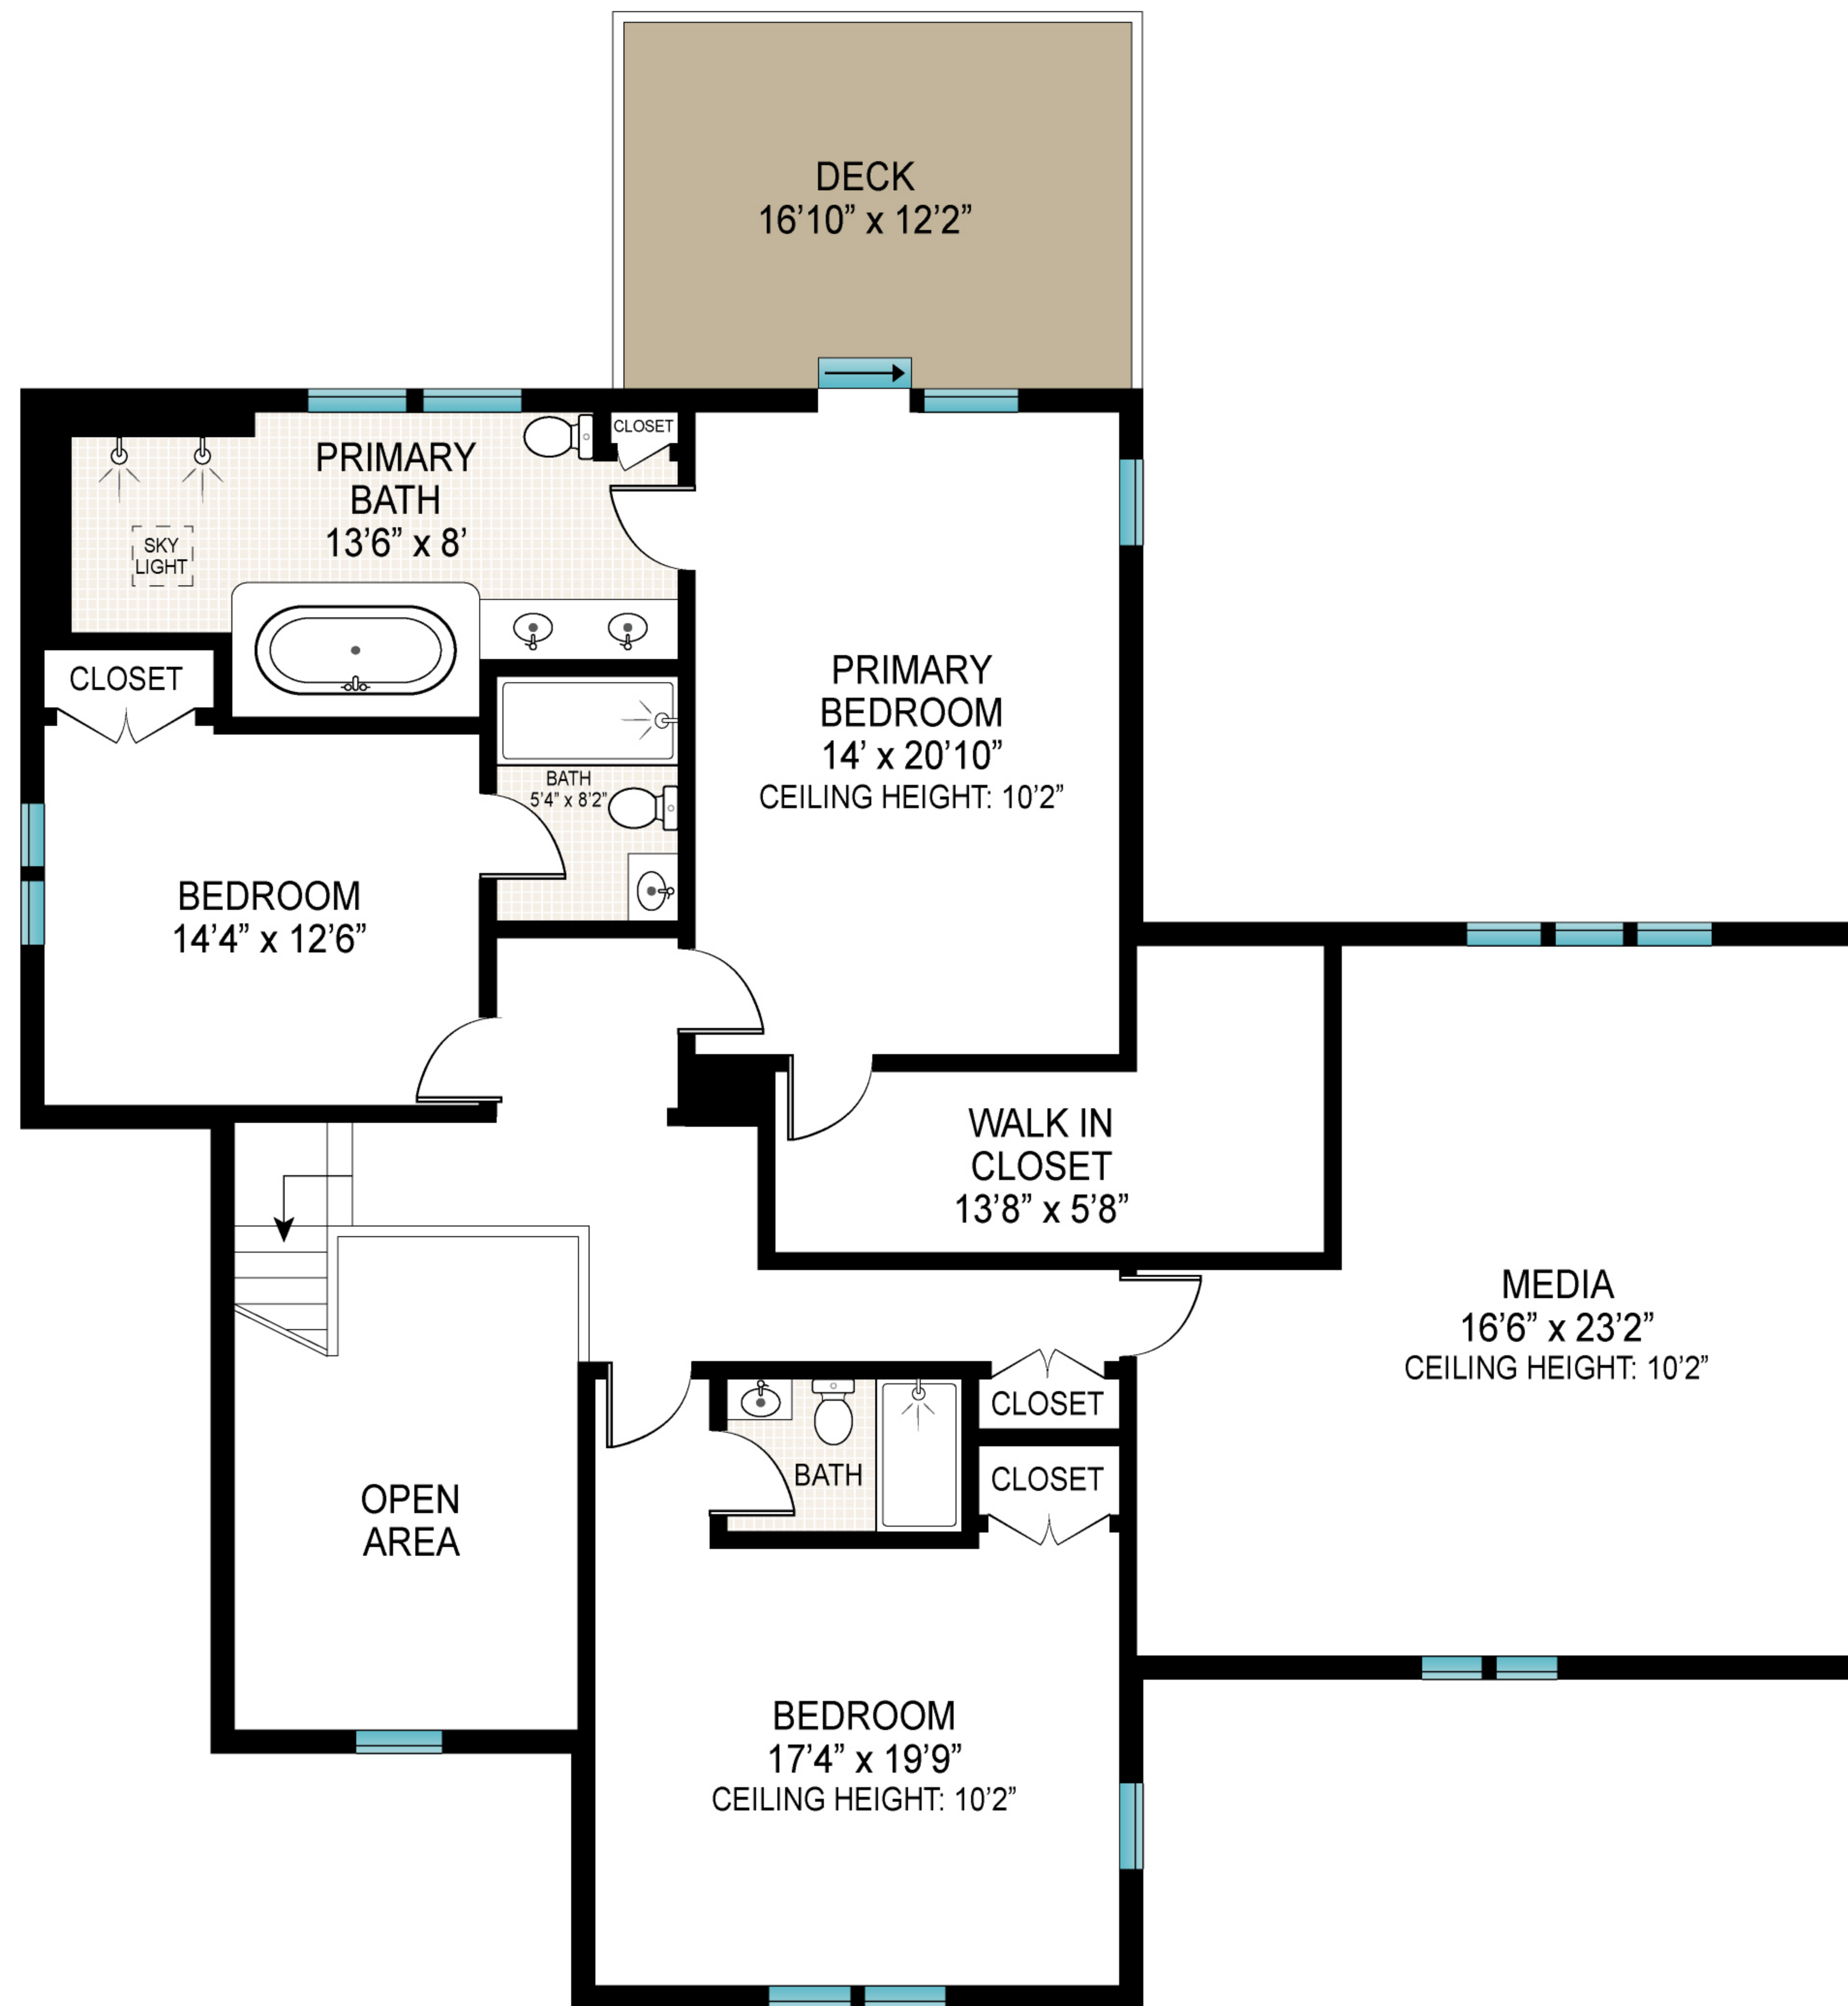 DECK
16’10” x 12’2”
CLOSET
PRIMARY
BATH
13’6” x 8'
SKY
LIGHT
CLOSET
PRIMARY
BEDROOM
14’ x 20’10”
CEILING HEIGHT: 10’2”
BATH
5’4” x 8’2”
BEDROOM
14’4” x 12’6”
WALK IN
CLOSET
13’8” x 5’8”
MEDIA
16’6” x 23’2”
CEILING HEIGHT: 10’2”
CLOSET
BATH
CLOSET
OPEN
AREA
BEDROOM
17’4” x 19’9”
CEILING HEIGHT: 10’2”